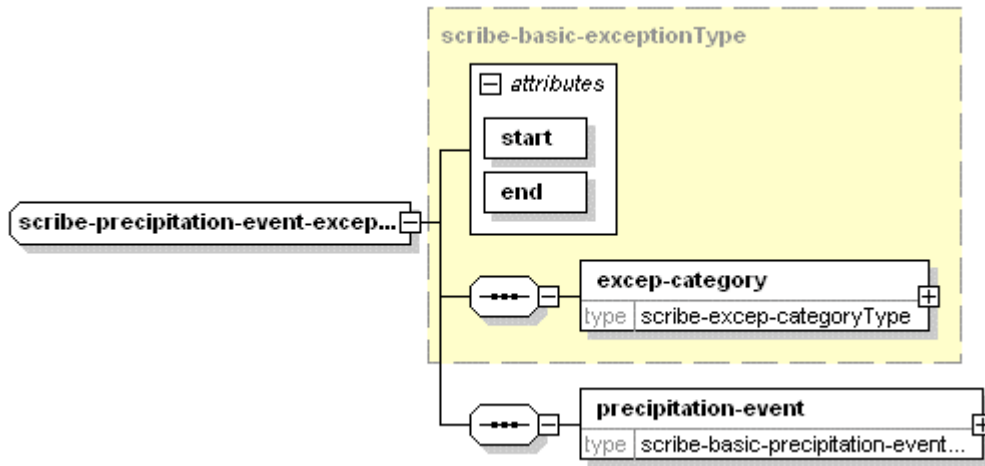 scribe-basic-exceptionType
attributes
start
end
scribe-precipitation-event-excep...
excep-category
type scribe-excep-categoryType
precipitation-event
type scribe-basic-precipitation-event...